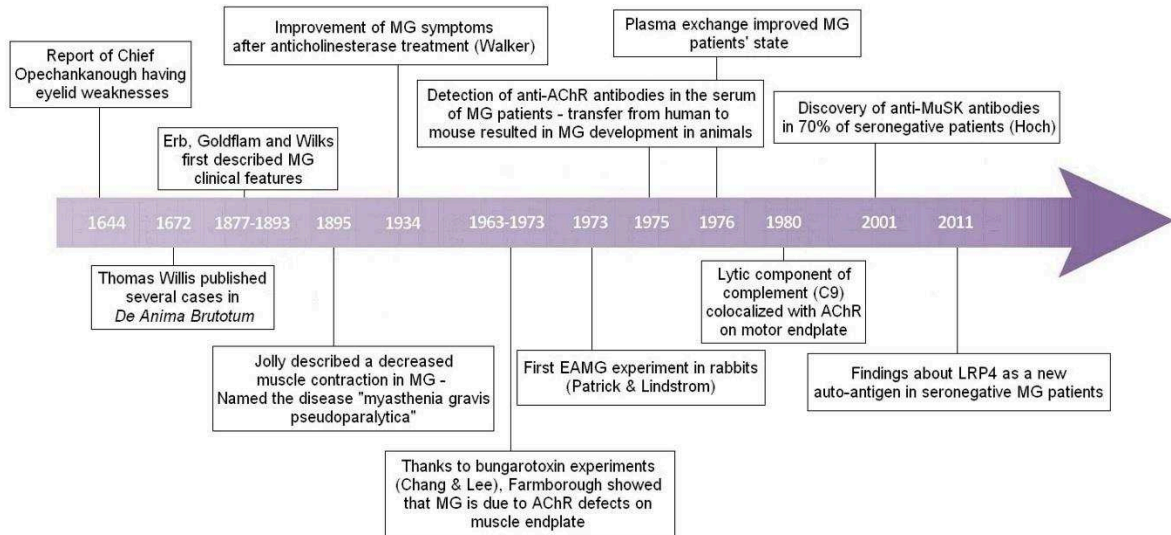 Improvement of MG symptoms
after anticholinesterase treatment (Walker)
Plasma exchange improved MG
patients' state
Report of Chief
Opechankanough having
eyelid weaknesses
Detection of anti-AChR antibodies in the serum
of MG patients - transfer from human to
mouse resulted in MG development in animals
Discovery of anti-MuSK antibodies
in 70% of seronegative patients (Hoch)
Erb, Goldflam and Wilks
first described MG
clinical features
1644 1672 1877-1893 1895 1934 1963-1973 1973 1975 1976 1980 2001 2011
Thomas Willis published
several cases in
De Anima Brutotum
Lytic component of
complement (C9)
colocalized with AChR
on motor endplate
Jolly described a decreased
muscle contraction in MG -
Named the disease "myasthenia gravis
pseudoparalytica"
First EAMG experiment in rabbits
(Patrick & Lindstrom)
Findings about LRP4 as a new
auto-antigen in seronegative MG patients
Thanks to bungarotoxin experiments
(Chang & Lee), Farmborough showed
that MG is due to AChR defects on
muscle endplate